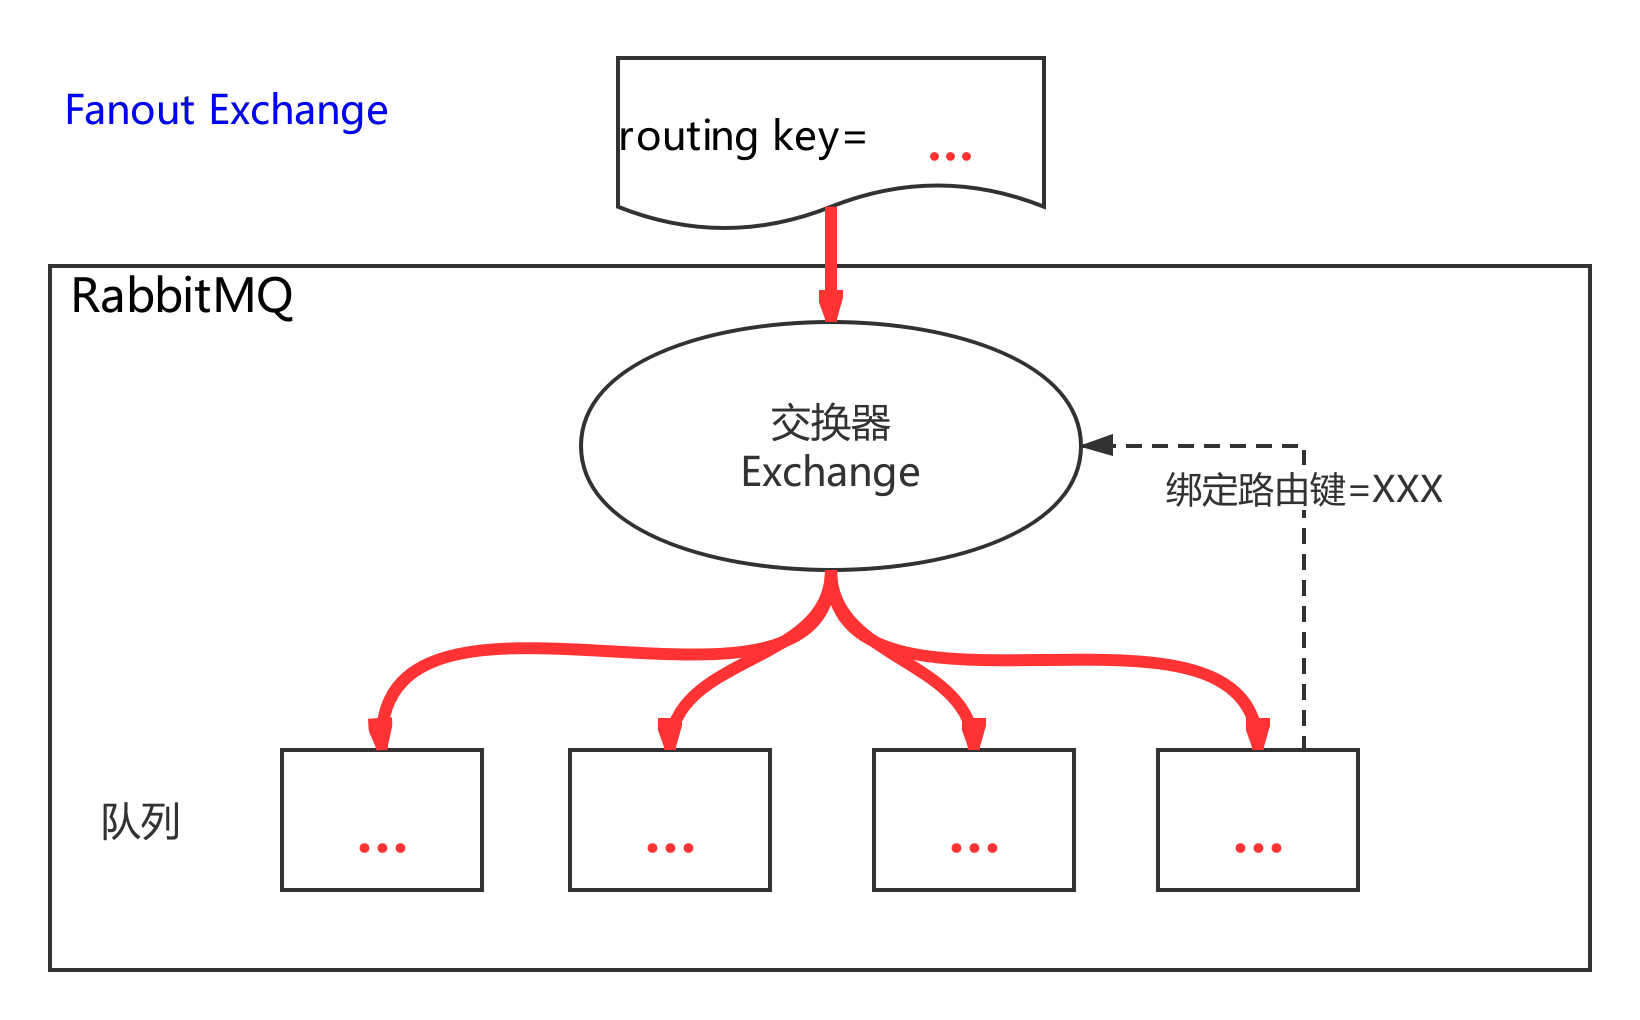 Fanout Exchange
routing key= ...
RabbitMQ
交换器
Exchange
绑定路由键=XXX
队列
...
...
...
...